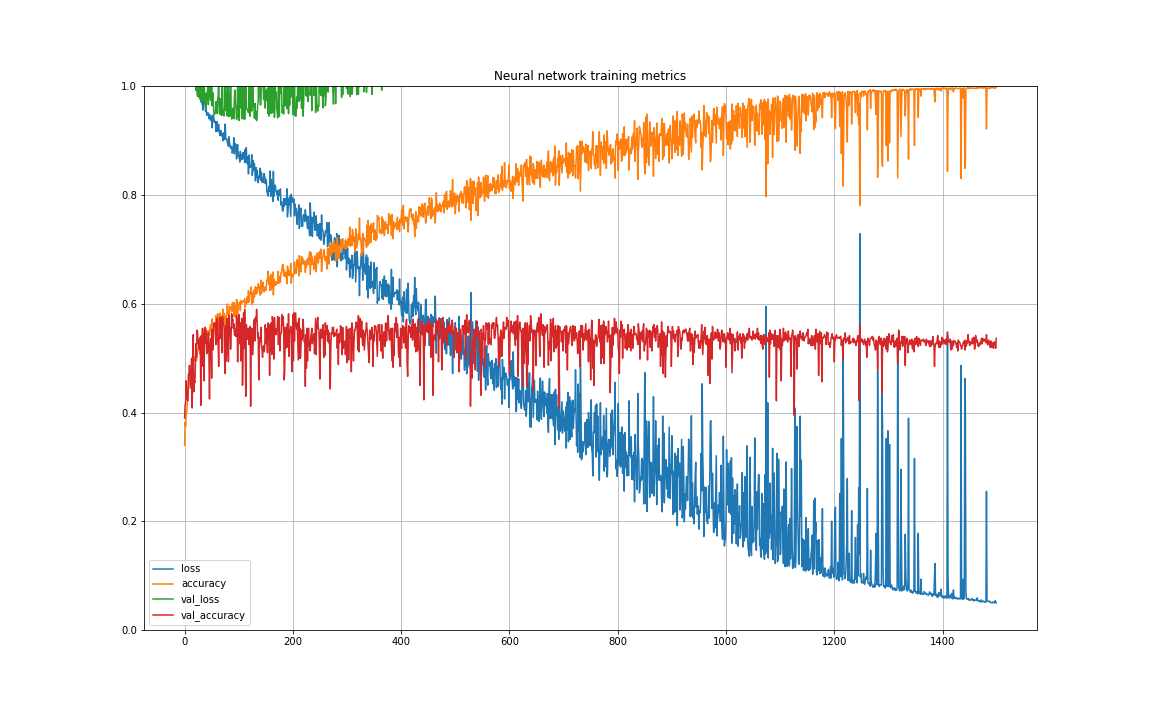 Neural network training metrics
1.0
0.8
0.6
0.4
0.2
0.0
loss
accuracy
val_loss
val_accuracy
0 200 400 600 800 1000 1200 1400